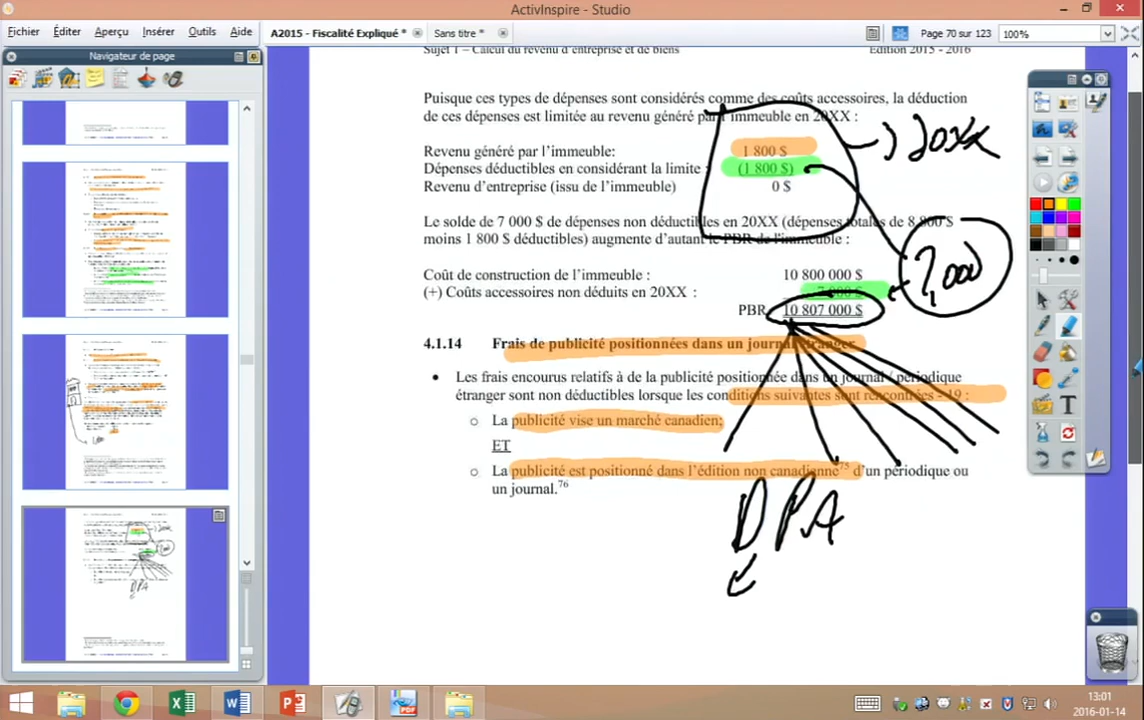 ActivInspire - Studio
Fichier Éditer Aperçu Insérer Outils Aide
A2015 - Fiscalité Expliqué *
Sans titre *
Page 70 sur 123
100%
Navigateur de page
Sujet 1 – Calcul du revenu d'entreprise et de biens
Édition 2015 - 2016
Puisque ces types de dépenses sont considérés comme des coûts accessoires, la déduction
de ces dépenses est limitée au revenu généré par l'immeuble en 20XX :
Revenu généré par l'immeuble: 1 800 $
Dépenses déductibles en considérant la limite : (1 800 $)
Revenu d'entreprise (issu de l'immeuble) 0 $
20XX
Le solde de 7 000 $ de dépenses non déductibles en 20XX (dépenses totales de 8 800 $
moins 1 800 $ déductibles) augmente d'autant le PBR de l'immeuble :
7,000
Coût de construction de l'immeuble : 10 800 000 $
(+) Coûts accessoires non déduits en 20XX : 7 000 $
PBR 10 807 000 $
4.1.14 Frais de publicité positionnées dans un journal étranger
• Les frais encourus relatifs à de la publicité positionnée dans un journal / périodique
étranger sont non déductibles lorsque les conditions suivantes sont rencontrées - 19 :
o La publicité vise un marché canadien;
ET
o La publicité est positionné dans l'édition non canadienne75 d'un périodique ou
un journal.76
DPA
13:01
2016-01-14